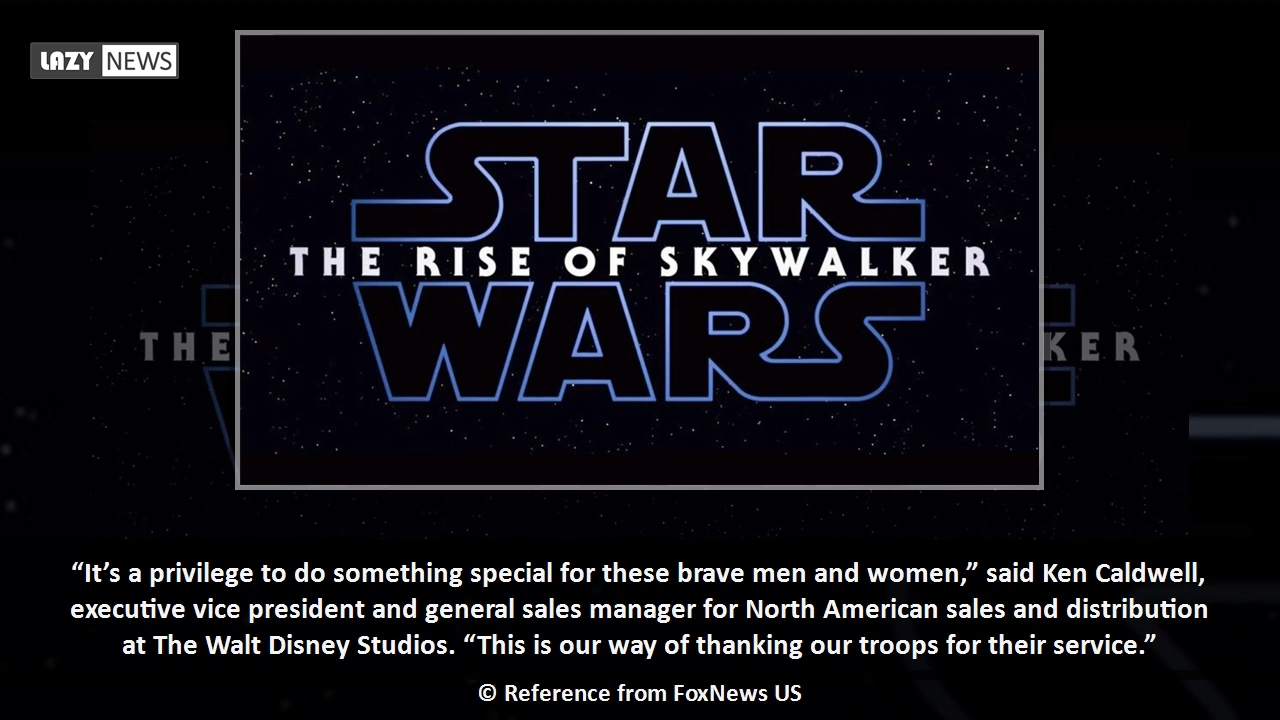 LAZY NEWS
STAR
THE RISE OF SKYWALKER
WARS
THE
KER
“It’s a privilege to do something special for these brave men and women,” said Ken Caldwell,
executive vice president and general sales manager for North American sales and distribution
at The Walt Disney Studios. “This is our way of thanking our troops for their service.”
© Reference from FoxNews US